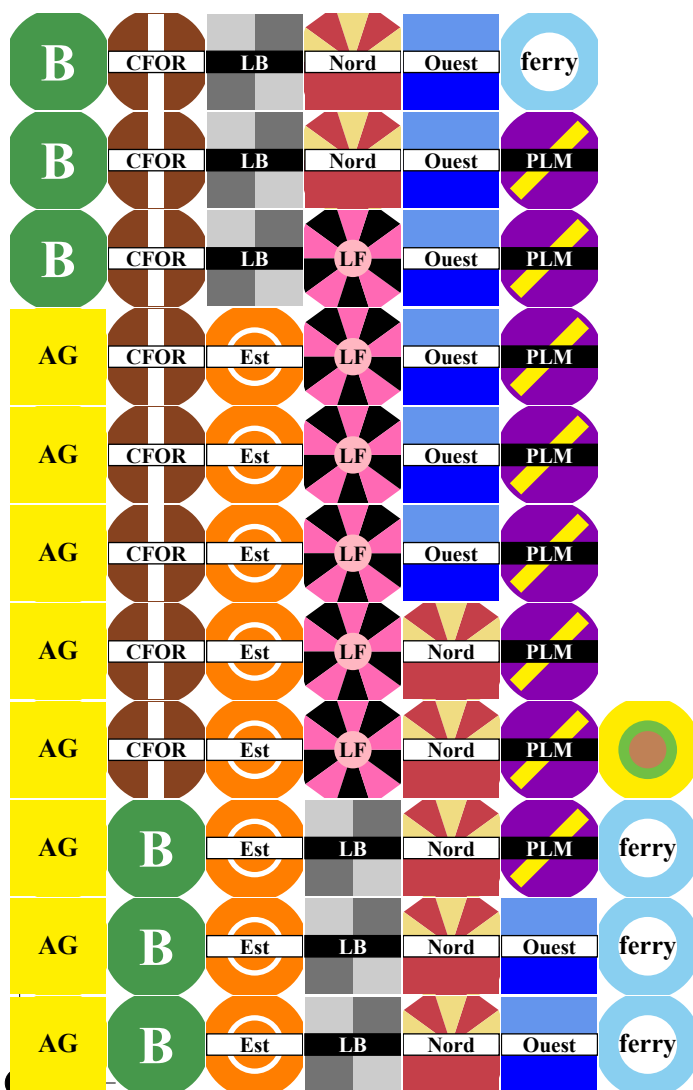 B CFOR LB Nord Ouest ferry
B CFOR LB Nord Ouest PLM
B CFOR LB LF Ouest PLM
AG CFOR Est LF Ouest PLM
AG CFOR Est LF Ouest PLM
AG CFOR Est LF Ouest PLM
AG CFOR Est LF Nord PLM
AG CFOR Est LF Nord PLM
AG B Est LB Nord PLM ferry
AG B Est LB Nord Ouest ferry
AG B Est LB Nord Ouest ferry